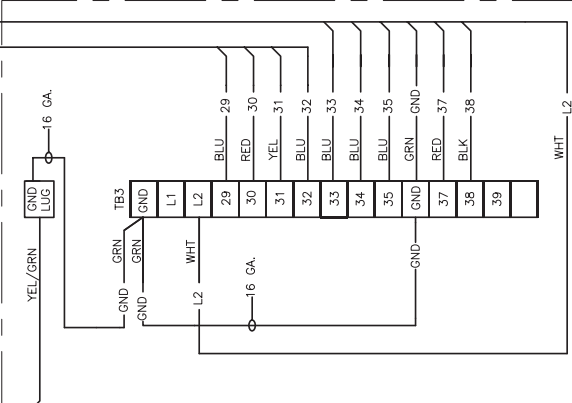 16 GA.
GND
LUG
YEL/GRN
TB3
GND
L1
L2
29
30
31
32
33
34
35
GND
37
38
39
29
30
31
32
33
34
35
GND
37
38
BLU
RED
YEL
BLU
BLU
BLU
BLU
GRN
RED
BLK
L2
WHT
GRN
GRN
GND
GND
WHT
L2
16 GA.
GND